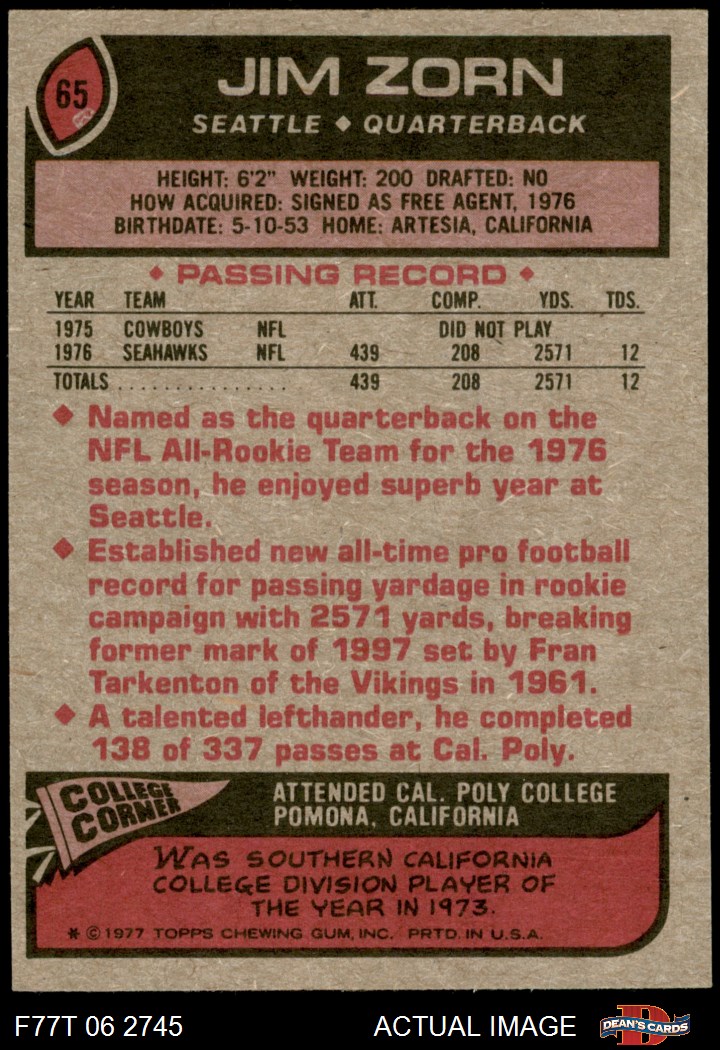 65
JIM ZORN
SEATTLE ◆ QUARTERBACK
HEIGHT: 6'2" WEIGHT: 200 DRAFTED: NO
HOW ACQUIRED: SIGNED AS FREE AGENT, 1976
BIRTHDATE: 5-10-53 HOME: ARTESIA, CALIFORNIA
◆ PASSING RECORD ◆
YEAR TEAM ATT. COMP. YDS. TDS.
1975 COWBOYS NFL DID NOT PLAY
1976 SEAHAWKS NFL 439 208 2571 12
TOTALS . . . . . . . . . . . . . . . 439 208 2571 12
◆ Named as the quarterback on the
NFL All-Rookie Team for the 1976
season, he enjoyed superb year at
Seattle.
◆ Established new all-time pro football
record for passing yardage in rookie
campaign with 2571 yards, breaking
former mark of 1997 set by Fran
Tarkenton of the Vikings in 1961.
◆ A talented lefthander, he completed
138 of 337 passes at Cal. Poly.
COLLEGE
CORNER
ATTENDED CAL. POLY COLLEGE
POMONA, CALIFORNIA
WAS SOUTHERN CALIFORNIA
COLLEGE DIVISION PLAYER OF
THE YEAR IN 1973.
* © 1977 TOPPS CHEWING GUM, INC. PRTD. IN U.S.A.
F77T 06 2745 ACTUAL IMAGE
D
DEAN'S CARDS